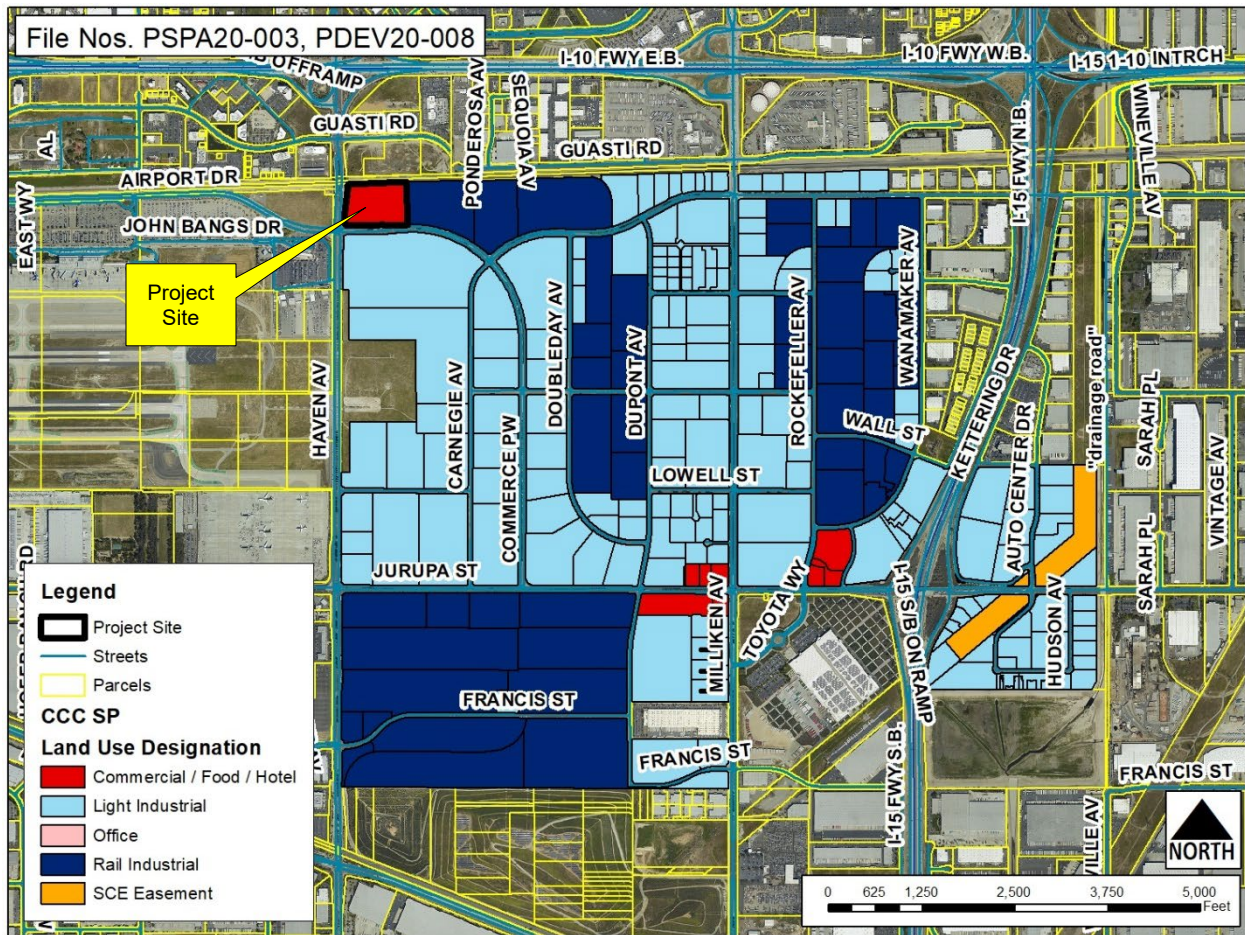 File Nos. PSPA20-003, PDEV20-008
OFFRAMP
PONDEROSA AV
SEQUOIA AV
I-10 FWY E.B.
I-10 FWY W.B.
I-15 1-10 INTRCH
GUASTI RD
GUASTI RD
I-15 FWY N.B.
WINEVILLE AV
AL
AIRPORT DR
EAST WY
JOHN BANGS DR
Project
Site
I-15 FWY N.B.
HAVEN AV
CARNEGIE AV
COMMERCE PW
DOUBLEDAY AV
DUPONT AV
ROCKEFELLER AV
WANAMAKER AV
WALL ST
KETTERING DR
AUTO CENTER DR
"drainage road"
SARAH PL
VINTAGE AV
LOWELL ST
JURUPA ST
MILLIKEN AV
TOYOTA WY
I-15 S/B ON RAMP
HUDSON AV
SARAH PL
FRANCIS ST
FRANCIS ST
I-15 FWY S.B.
FRANCIS ST
Legend
Project Site
Streets
Parcels
CCC SP
Land Use Designation
Commercial / Food / Hotel
Light Industrial
Office
Rail Industrial
SCE Easement
NORTH
0 625 1,250 2,500 3,750 5,000
Feet